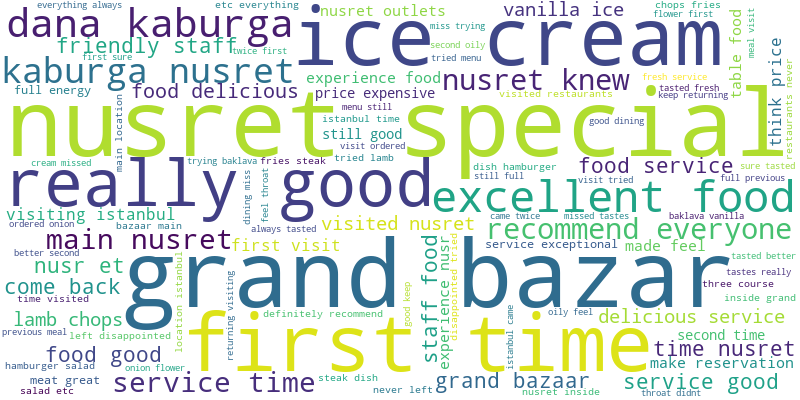 everything always
etc everything
nusret outlets
vanilla ice
chops fries
flower first
dana kaburga
ice cream
miss trying
friendly staff
twice first
second oily
table food
meal visit
first sure
tried menu
kaburga nusret
experience food
nusret knew
fresh service
think price
restaurants never
full energy
food delicious
price expensive
visited restaurants
tasted fresh
keep returning
main location
menu still
nusret special
istanbul time
good dining
still good
visit ordered
cream missed
trying baklava
fries steak
tried lamb
dish hamburger
food service
sure tasted
really good
dining miss
feel throat
still full
visit tried
full previous
excellent food
visiting istanbul
ordered onion
bazaar main
visited nusret
came twice
missed tastes
baklava vanilla
recommend everyone
always tasted
main nusret
first visit
staff food
experience nusr
disappointed tried
service exceptional
made feel
better second
grand bazar
tasted better
nusr et
location istanbul
returning visiting
tastes really
come back
three course
time visited
good keep
inside grand
lamb chops
definitely recommend
istanbul came
oily feel
delicious service
first time
previous meal
left disappointed
second time
food good
time nusret
make reservation
hamburger salad
onion flower
meat great
service time
steak dish
grand bazaar
service good
salad etc
never left
nusret inside
throat didnt